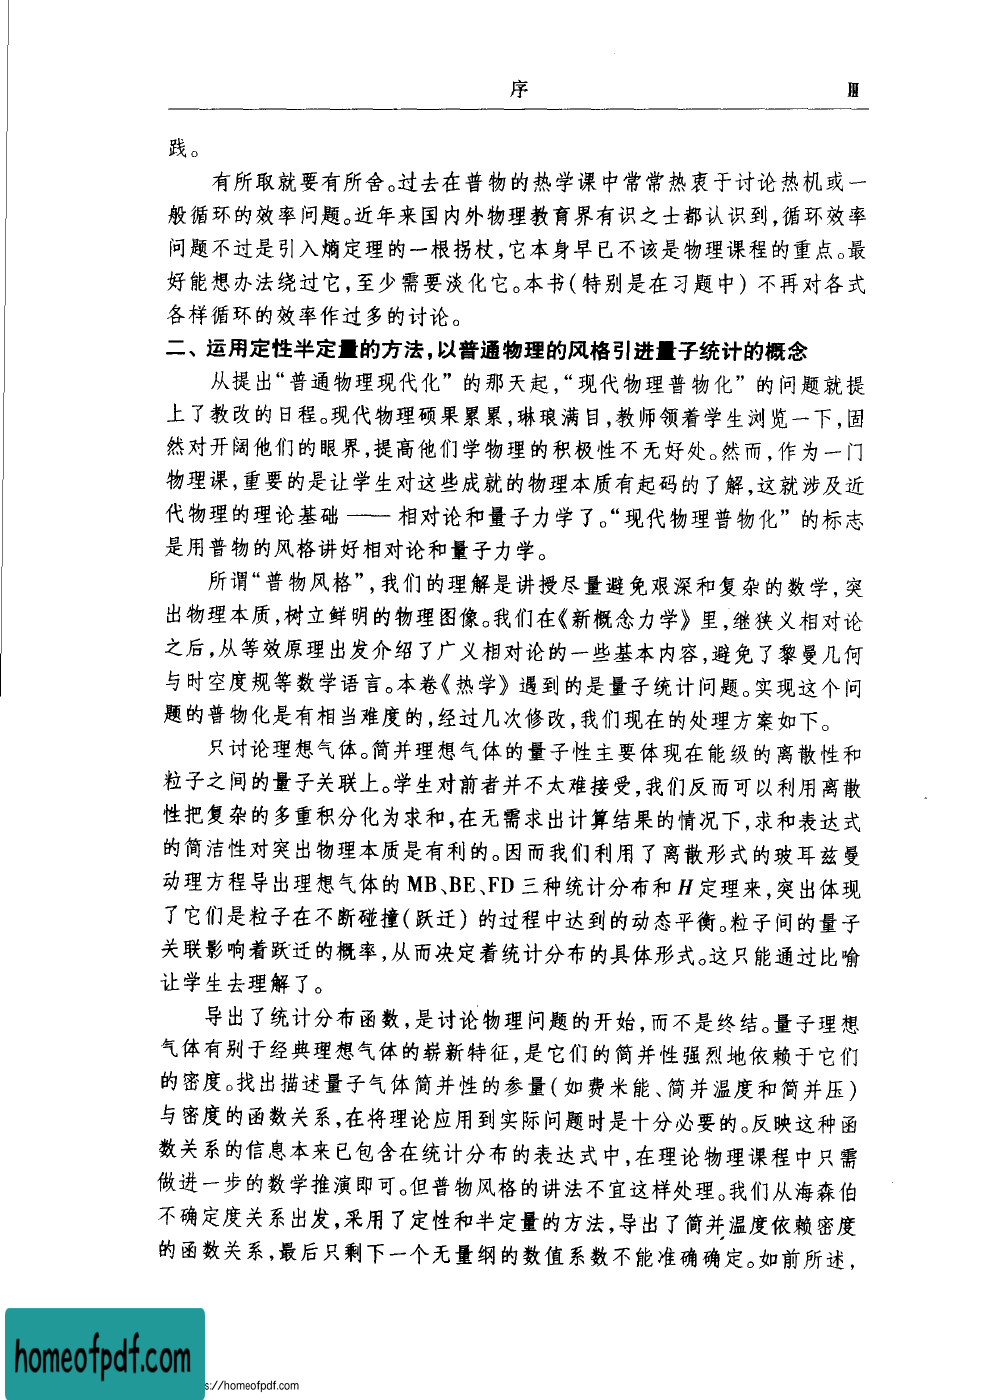 序 Ⅲ
践。
有所取就要有所舍。过去在普物的热学课中常常热衷于讨论热机或一
般循环的效率问题。近年来国内外物理教育界有识之士都认识到,循环效率
问题不过是引入熵定理的一根拐杖,它本身早已不该是物理课程的重点。最
好能想办法绕过它,至少需要淡化它。本书(特别是在习题中)不再对各式
各样循环的效率作过多的讨论。
二、运用定性半定量的方法,以普通物理的风格引进量子统计的概念
从提出“普通物理现代化”的那天起,“现代物理普物化”的问题就提
上了教改的日程。现代物理硕果累累,琳琅满目,教师领着学生浏览一下,固
然对开阔他们的眼界,提高他们学物理的积极性不无好处。然而,作为一门
物理课,重要的是让学生对这些成就的物理本质有起码的了解,这就涉及近
代物理的理论基础 —— 相对论和量子力学了。“现代物理普物化”的标志
是用普物的风格讲好相对论和量子力学。
所谓“普物风格”,我们的理解是讲授尽量避免艰深和复杂的数学,突
出物理本质,树立鲜明的物理图像。我们在《新概念力学》里,继狭义相对论
之后,从等效原理出发介绍了广义相对论的一些基本内容,避免了黎曼几何
与时空度规等数学语言。本卷《热学》遇到的是量子统计问题。实现这个问
题的普物化是有相当难度的,经过几次修改,我们现在的处理方案如下。
只讨论理想气体。简并理想气体的量子性主要体现在能级的离散性和
粒子之间的量子关联上。学生对前者并不太难接受,我们反而可以利用离散
性把复杂的多重积分化为求和,在无需求出计算结果的情况下,求和表达式
的简洁性对突出物理本质是有利的。因而我们利用了离散形式的玻耳兹曼
动理方程导出理想气体的 MB、BE、FD 三种统计分布和 H 定理来,突出体现
了它们是粒子在不断碰撞(跃迁)的过程中达到的动态平衡。粒子间的量子
关联影响着跃迁的概率,从而决定着统计分布的具体形式。这只能通过比喻
让学生去理解了。
导出了统计分布函数,是讨论物理问题的开始,而不是终结。量子理想
气体有别于经典理想气体的崭新特征,是它们的简并性强烈地依赖于它们
的密度。找出描述量子气体简并性的参量(如费米能、简并温度和简并压)
与密度的函数关系,在将理论应用到实际问题时是十分必要的。反映这种函
数关系的信息本来已包含在统计分布的表达式中,在理论物理课程中只需
做进一步的数学推演即可。但普物风格的讲法不宜这样处理。我们从海森伯
不确定度关系出发,采用了定性和半定量的方法,导出了简并温度依赖密度
的函数关系,最后只剩下一个无量纲的数值系数不能准确确定。如前所述,
homeofpdf.com
s://homeofpdf.com